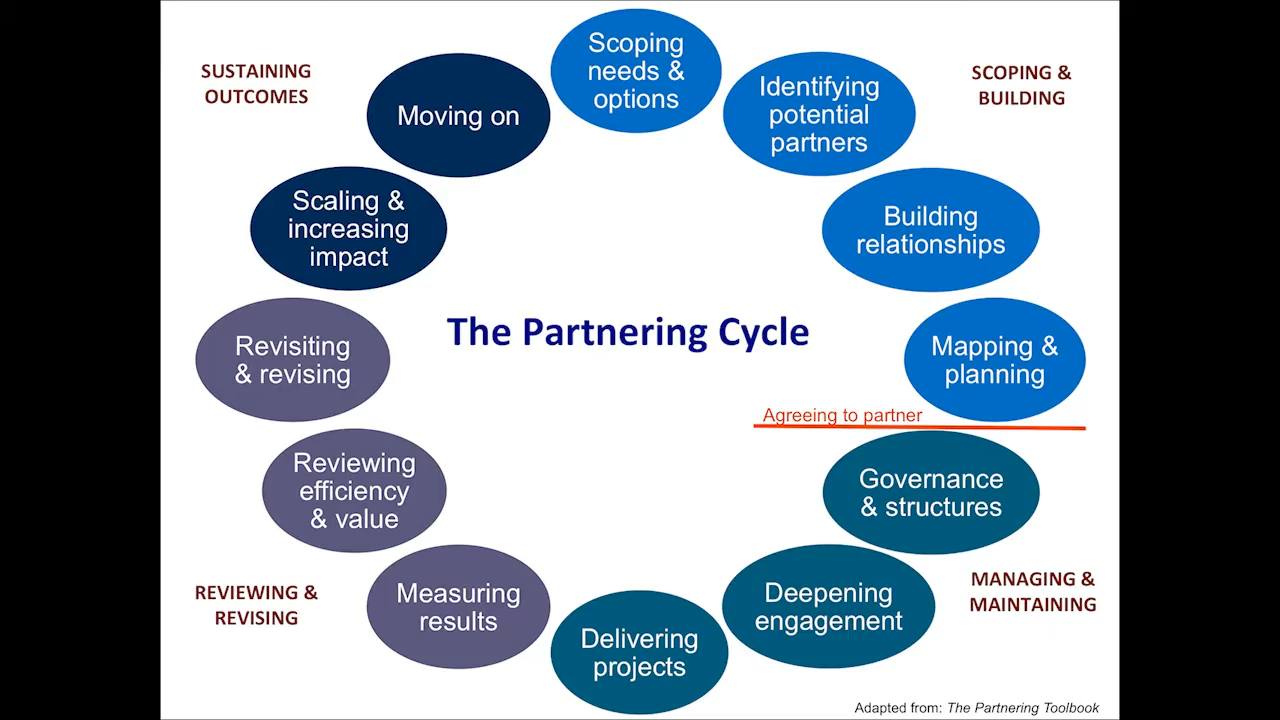 Scoping
needs &
options
Identifying
potential
partners
SCOPING &
BUILDING
Building
relationships
Mapping &
planning
Agreeing to partner
Governance
& structures
MANAGING &
MAINTAINING
Deepening
engagement
Delivering
projects
Measuring
results
REVIEWING &
REVISING
Reviewing
efficiency
& value
Revisiting
& revising
Scaling &
increasing
impact
Moving on
SUSTAINING
OUTCOMES
The Partnering Cycle
Adapted from: The Partnering Toolbook